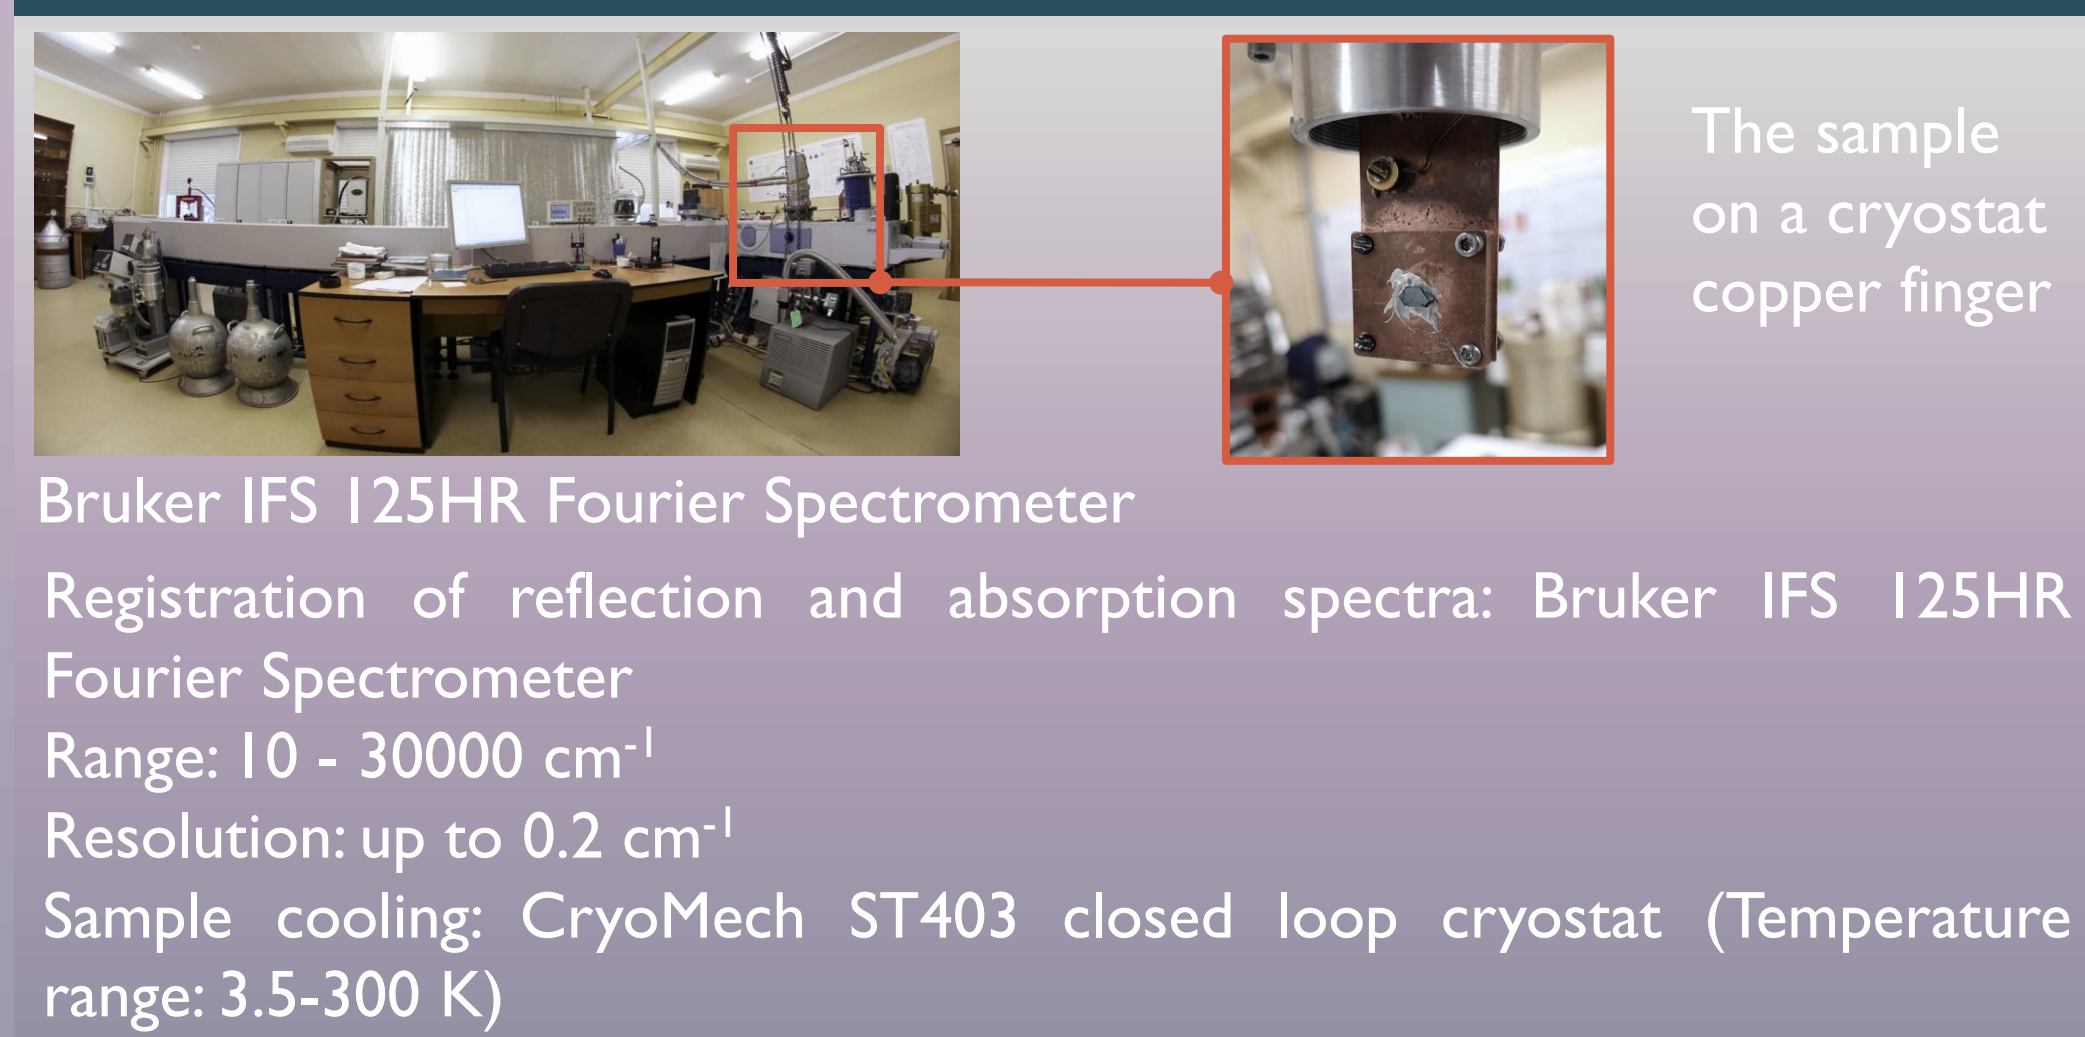 The sample
on a cryostat
copper finger
Bruker IFS 125HR Fourier Spectrometer
Registration of reflection and absorption spectra: Bruker IFS 125HR
Fourier Spectrometer
Range: 10 - 30000 cm⁻¹
Resolution: up to 0.2 cm⁻¹
Sample cooling: CryoMech ST403 closed loop cryostat (Temperature
range: 3.5-300 K)